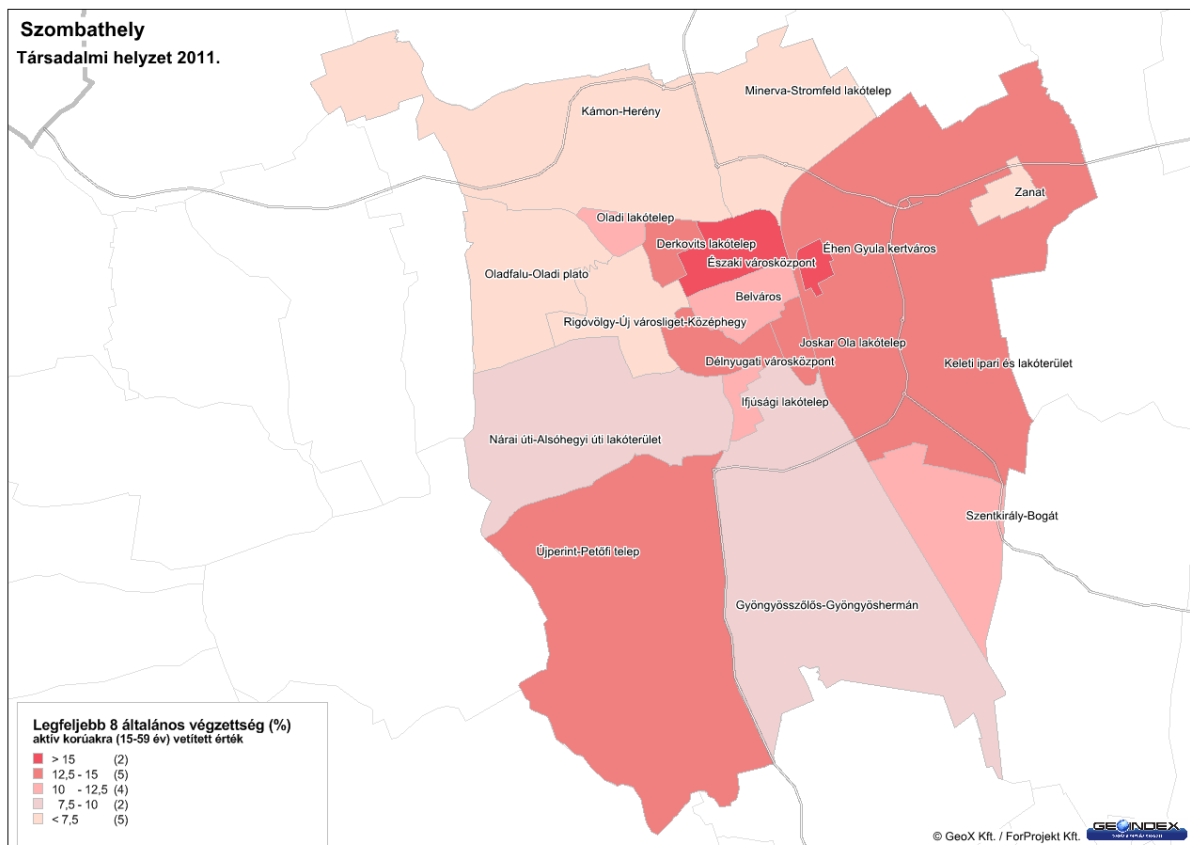 Szombathely
Társadalmi helyzet 2011.
Minerva-Stromfeld lakótelep
Kámon-Herény
Zanat
Oladi lakótelep
Derkovits lakótelep
Éhen Gyula kertváros
Északi városközpont
Oladfalu-Oladi plató
Belváros
Rigóvölgy-Új városliget-Középhegy
Joskar Ola lakótelep
Délnyugati városközpont
Keleti ipari és lakóterület
Ifjúsági lakótelep
Nárai úti-Alsóhegyi úti lakóterület
Szentkirály-Bogát
Újperint-Petőfi telep
Gyöngyösszőlős-Gyöngyöshermán
Legfeljebb 8 általános végzettség (%)
aktív korúakra (15-59 év) vetített érték
> 15 (2)
12,5 - 15 (5)
10 - 12,5 (4)
7,5 - 10 (2)
< 7,5 (5)
© GeoX Kft. / ForProjekt Kft.
GEOINDEX